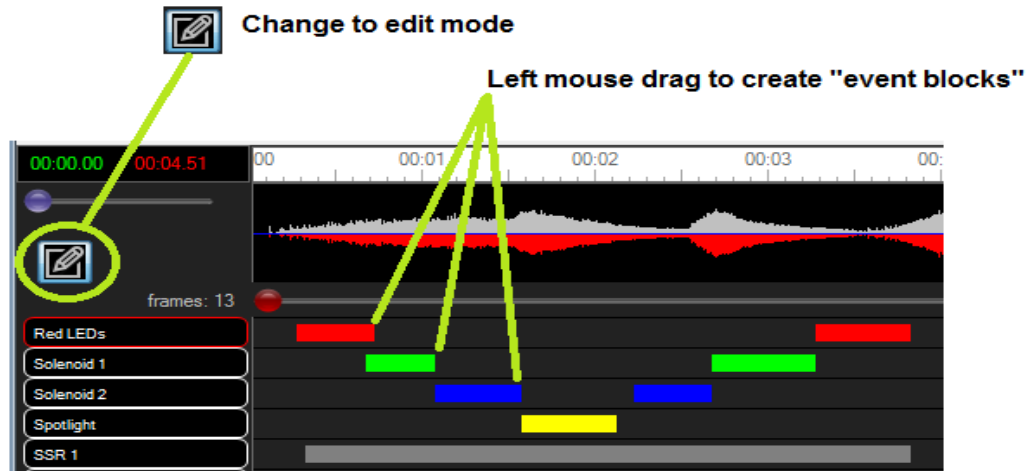 Change to edit mode
Left mouse drag to create "event blocks"
00:00.00 00:04.51 00 00:01 00:02 00:03 00:
frames: 13
Red LEDs
Solenoid 1
Solenoid 2
Spotlight
SSR 1